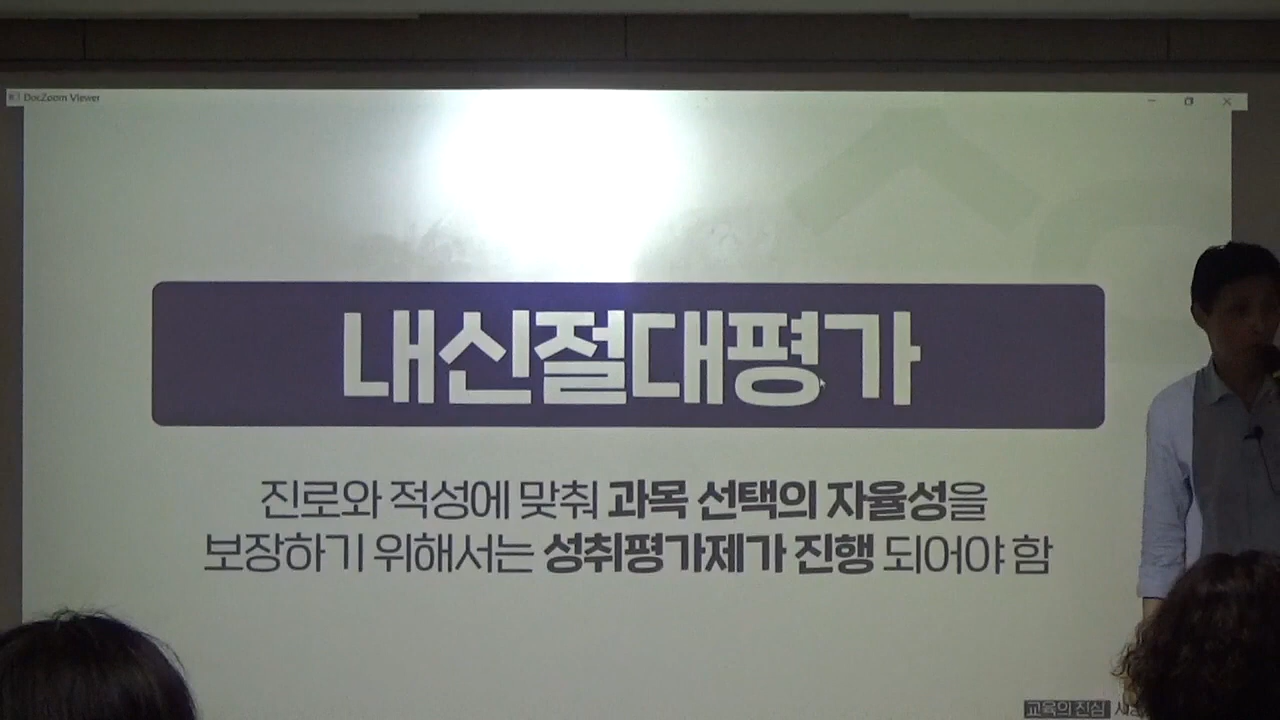 DocZoom Viewer
내신절대평가
진로와 적성에 맞춰 과목 선택의 자율성을
보장하기 위해서는 성취평가제가 진행 되어야 함
교육의 진심